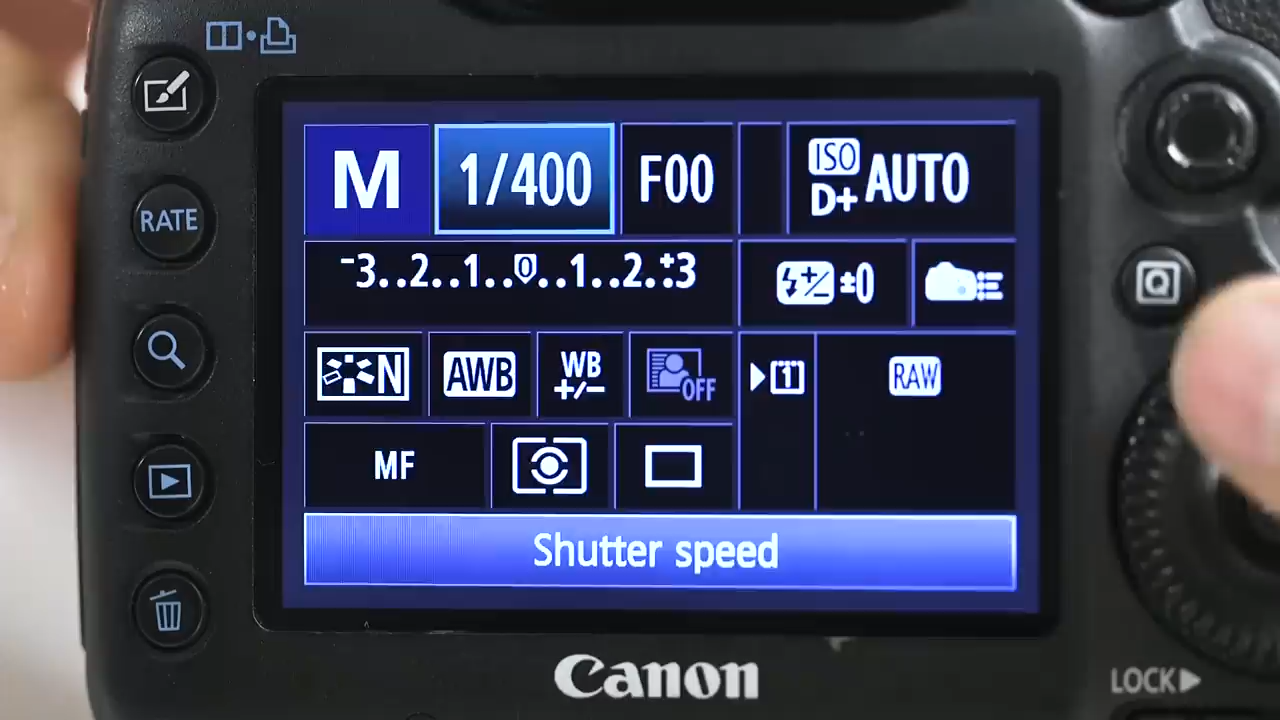 M 1/400 F00 ISO D+ AUTO
-3..2..1..0..1..2.+3 ±0
RATE
N AWB WB +/- OFF 1 RAW
MF
Shutter speed
Canon
LOCK
Q